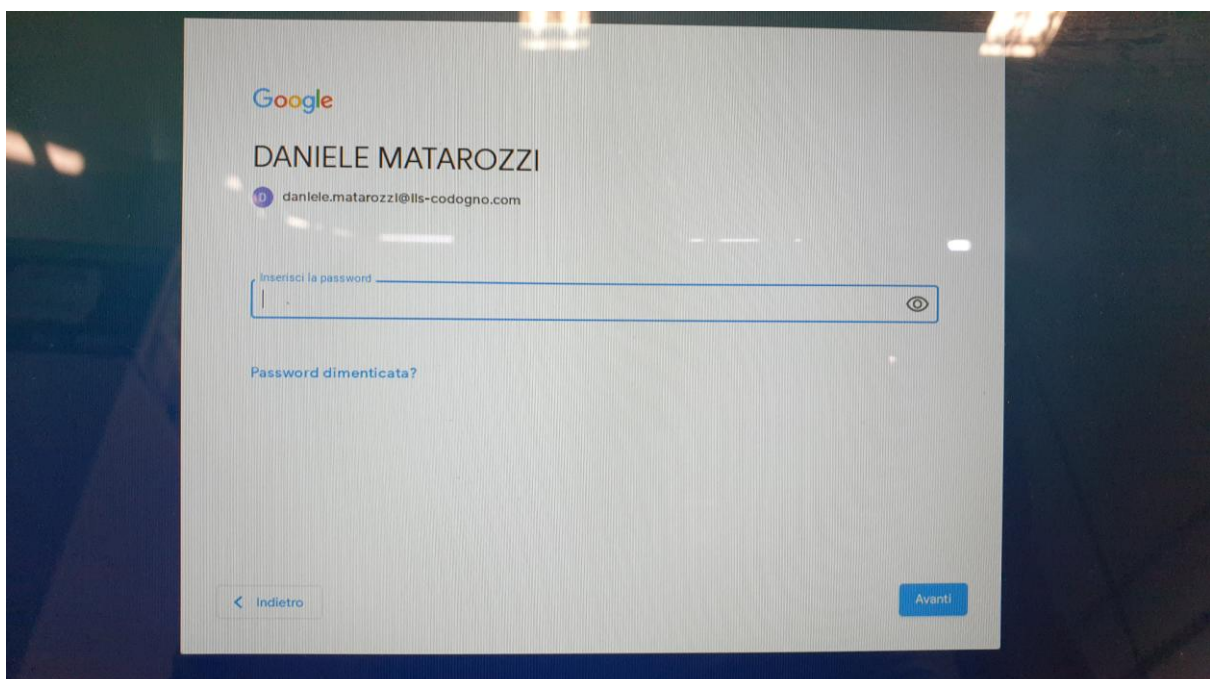 Google
DANIELE MATAROZZI
D daniele.matarozzi@iis-codogno.com
Inserisci la password
Password dimenticata?
Indietro
Avanti